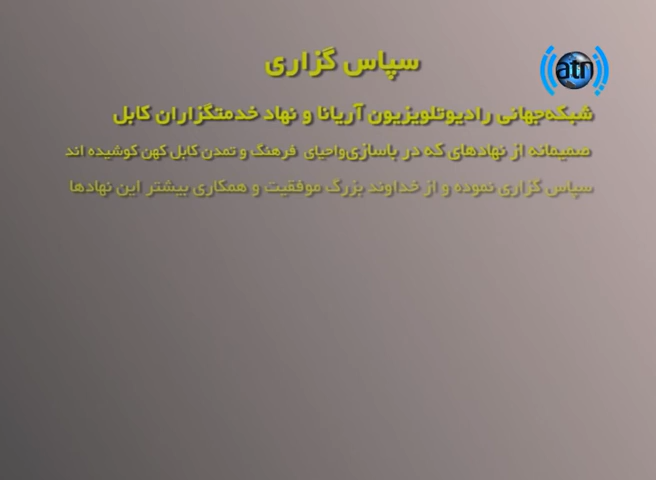 سپاس گزاری
atn
شبکه‌جهانی رادیوتلویزیون آریانا و نهاد خدمتگزاران کابل
صمیمانه از نهادهای که در باسازی‌واحیای فرهنگ و تمدن کابل کهن کوشیده اند
سپاس گزاری نموده و از خداوند بزرگ موفقیت و همکاری بیشتر این نهادها